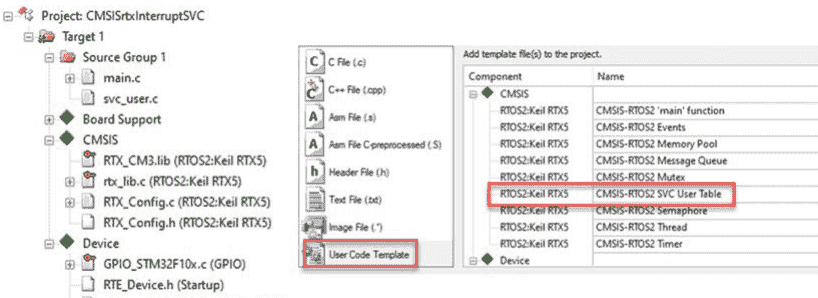 Project: CMSISrtxInterruptSVC
Target 1
Source Group 1
main.c
svc_user.c
Board Support
CMSIS
RTX_CM3.lib (RTOS2:Keil RTX5)
rtx_lib.c (RTOS2:Keil RTX5)
RTX_Config.c (RTOS2:Keil RTX5)
RTX_Config.h (RTOS2:Keil RTX5)
Device
GPIO_STM32F10x.c (GPIO)
RTE_Device.h (Startup)
C File (.c)
C++ File (.cpp)
Asm File (.s)
Asm File C-preprocessed (.S)
Header File (.h)
Text File (.txt)
Image File (.*)
User Code Template
Add template file(s) to the project.
Component Name
CMSIS
RTOS2:Keil RTX5 CMSIS-RTOS2 'main' function
RTOS2:Keil RTX5 CMSIS-RTOS2 Events
RTOS2:Keil RTX5 CMSIS-RTOS2 Memory Pool
RTOS2:Keil RTX5 CMSIS-RTOS2 Message Queue
RTOS2:Keil RTX5 CMSIS-RTOS2 Mutex
RTOS2:Keil RTX5 CMSIS-RTOS2 SVC User Table
RTOS2:Keil RTX5 CMSIS-RTOS2 Semaphore
RTOS2:Keil RTX5 CMSIS-RTOS2 Thread
RTOS2:Keil RTX5 CMSIS-RTOS2 Timer
Device